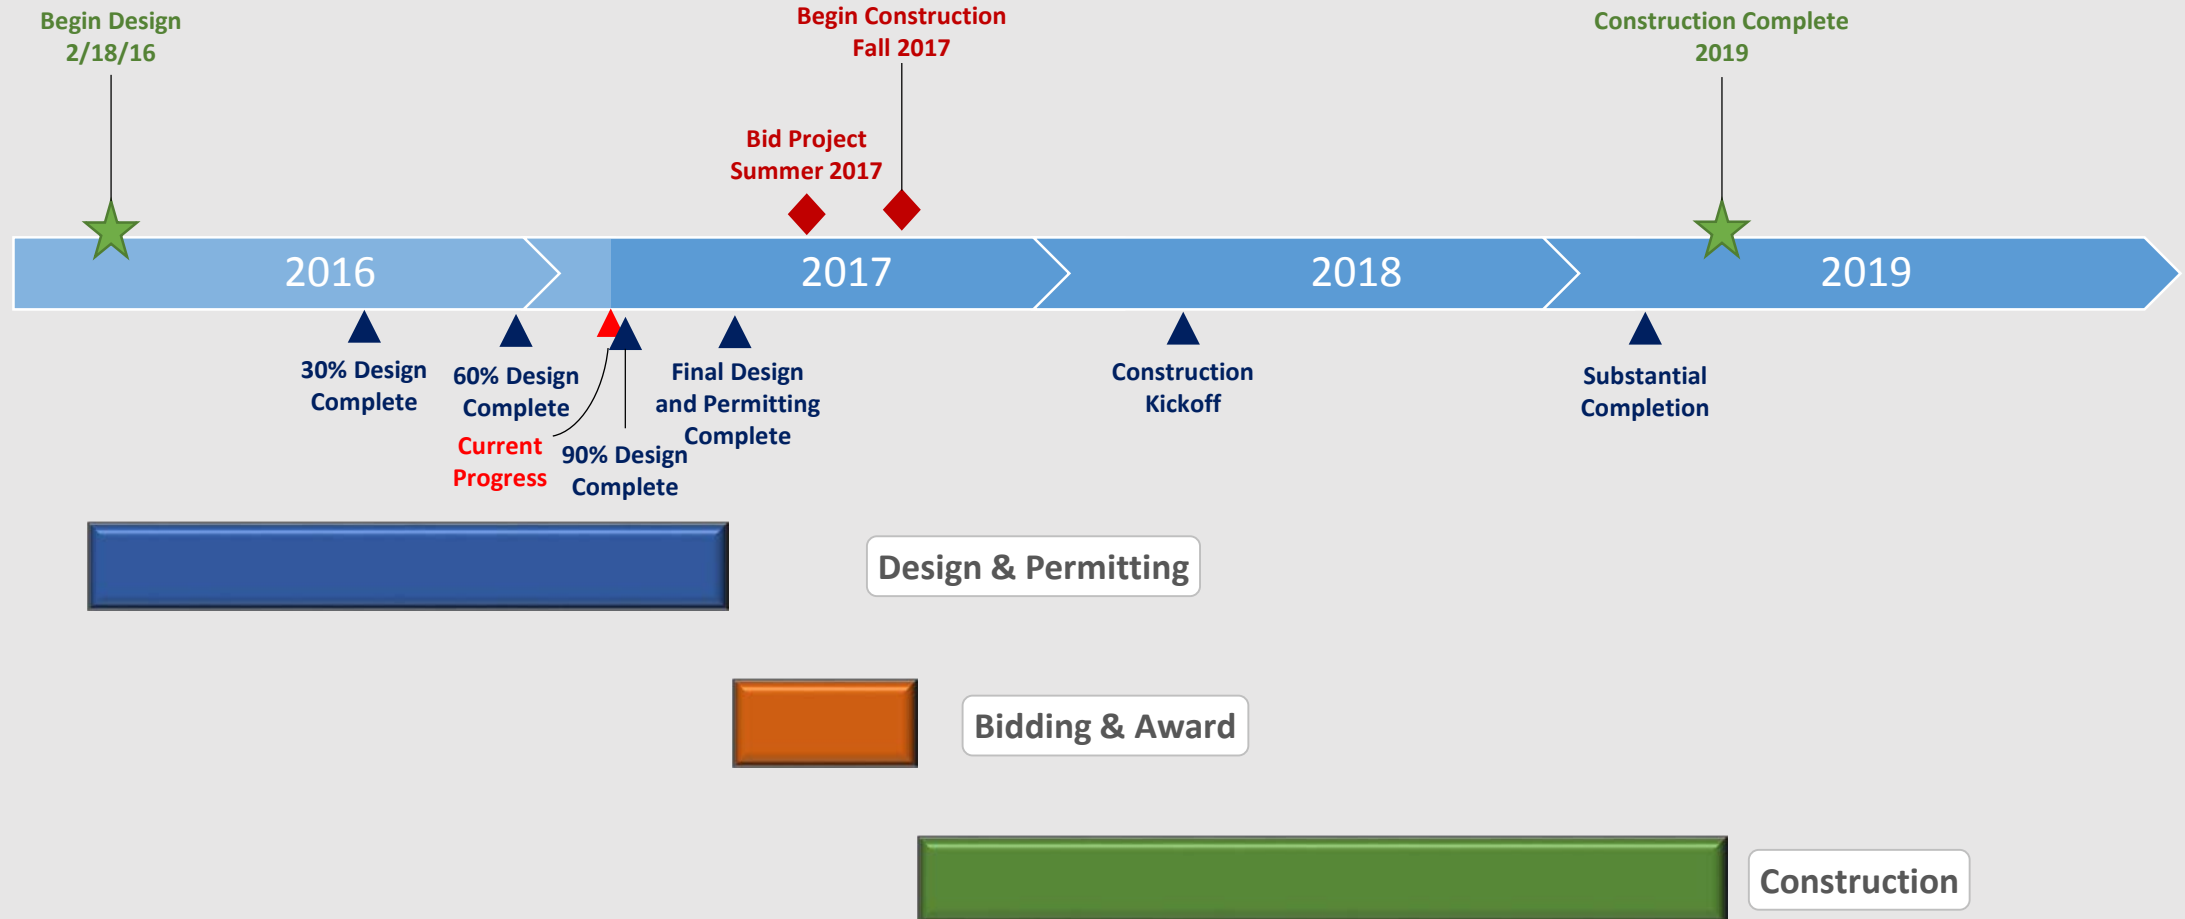 Begin Design
2/18/16
Begin Construction
Fall 2017
Construction Complete
2019
Bid Project
Summer 2017
2016
2017
2018
2019
30% Design
Complete
60% Design
Complete
Current
Progress
90% Design
Complete
Final Design
and Permitting
Complete
Construction
Kickoff
Substantial
Completion
Design & Permitting
Bidding & Award
Construction